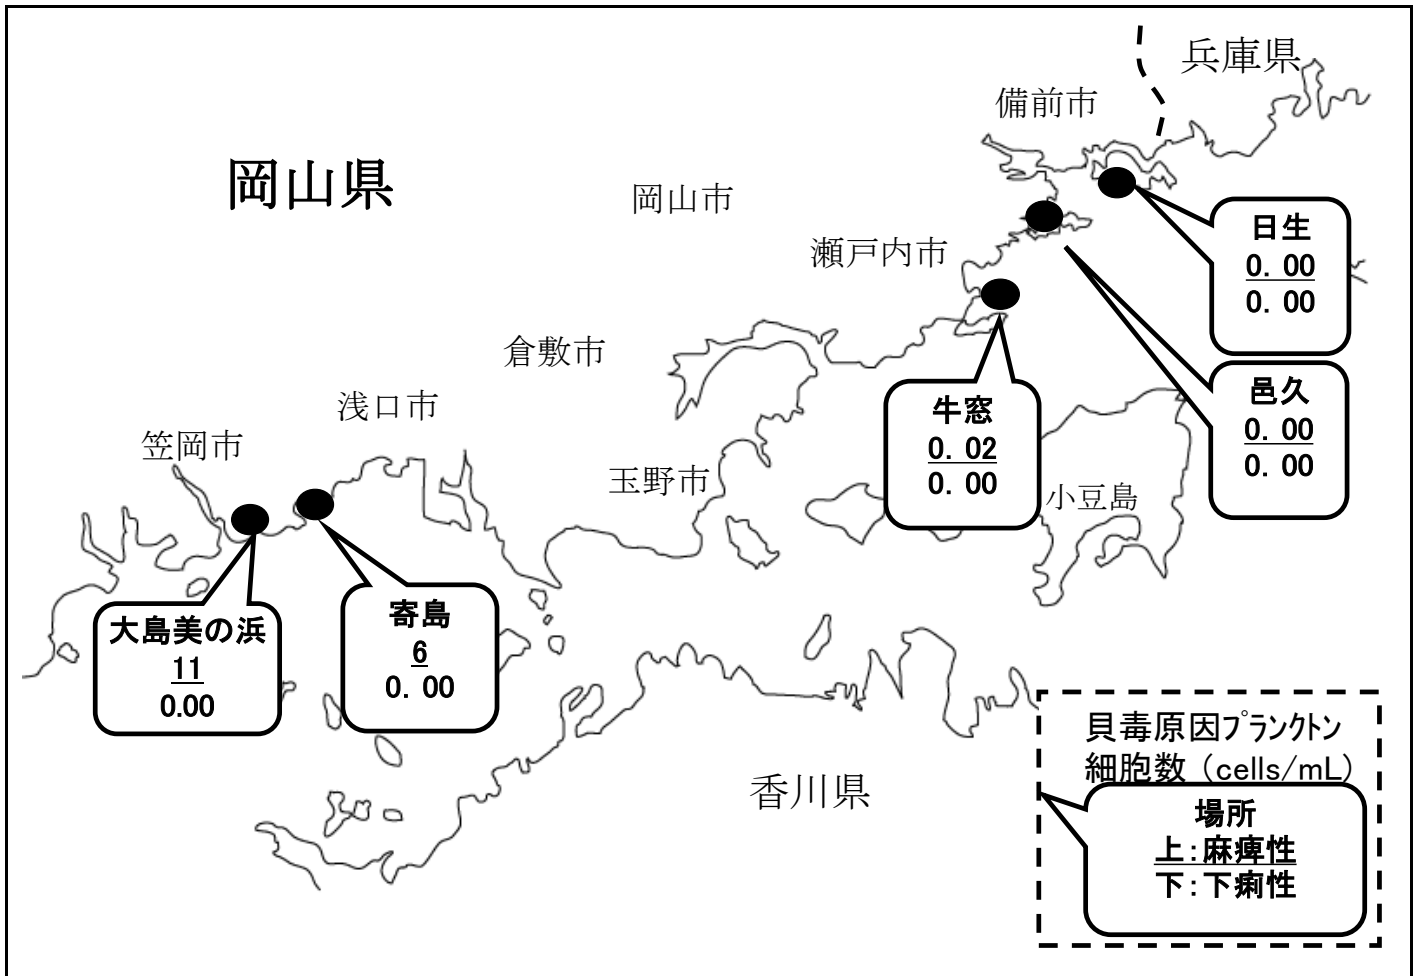 兵庫県
備前市
岡山県
岡山市
瀬戸内市
日生
0.00
0.00
倉敷市
邑久
0.00
0.00
牛窓
0.02
0.00
浅口市
笠岡市
玉野市
小豆島
大島美の浜
11
0.00
寄島
6
0.00
香川県
貝毒原因プランクトン
細胞数 (cells/mL)
場所
上:麻痺性
下:下痢性